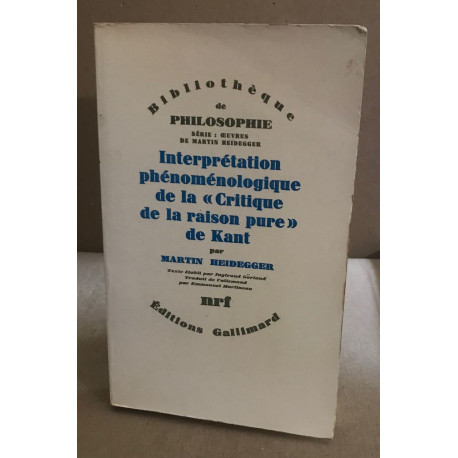 Bibliothèque
de
PHILOSOPHIE
SÉRIE : ŒUVRES
DE MARTIN HEIDEGGER
Interprétation
phénoménologique
de la « Critique
de la raison pure »
de Kant
par
MARTIN HEIDEGGER
Texte établi par Ingtraud Görland
Traduit de l'allemand
par Emmanuel Martineau
nrf
Éditions Gallimard